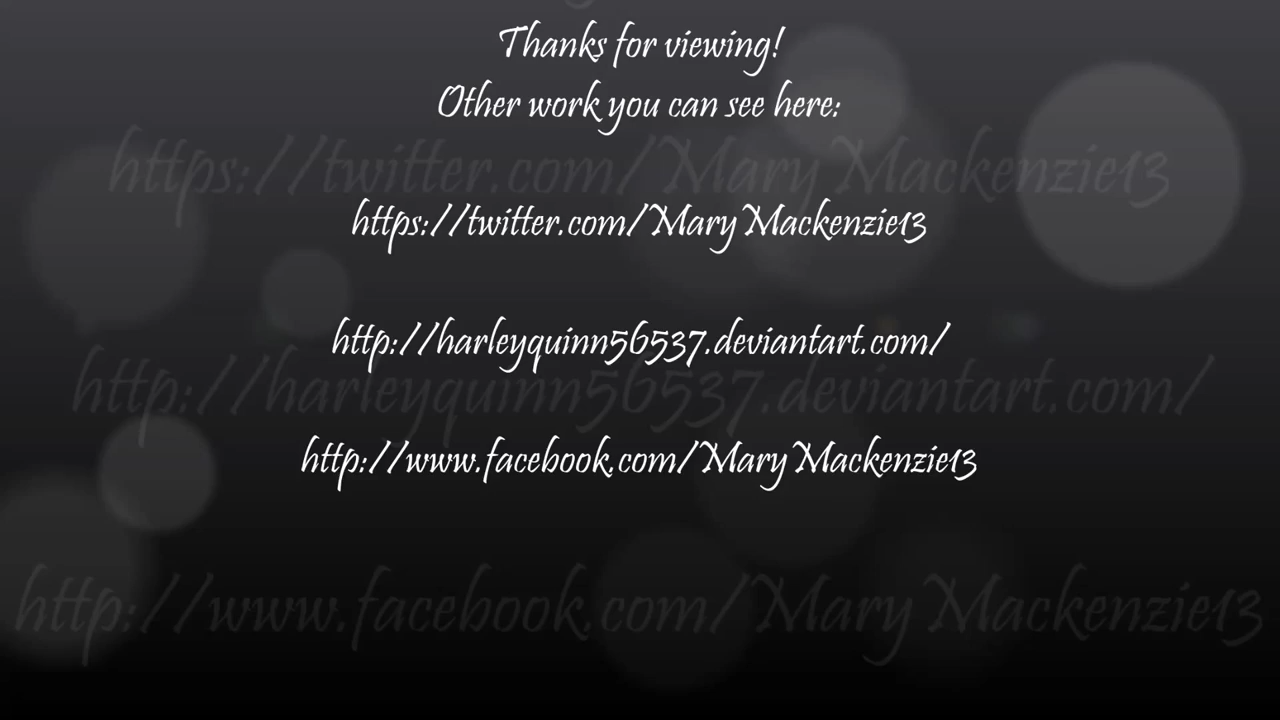 Thanks for viewing!
Other work you can see here:
https://twitter.com/MaryMackenzie13
https://twitter.com/MaryMackenzie13
http://harleyquinn56537.deviantart.com/
http://harleyquinn56537.deviantart.com/
http://www.facebook.com/MaryMackenzie13
http://www.facebook.com/MaryMackenzie13